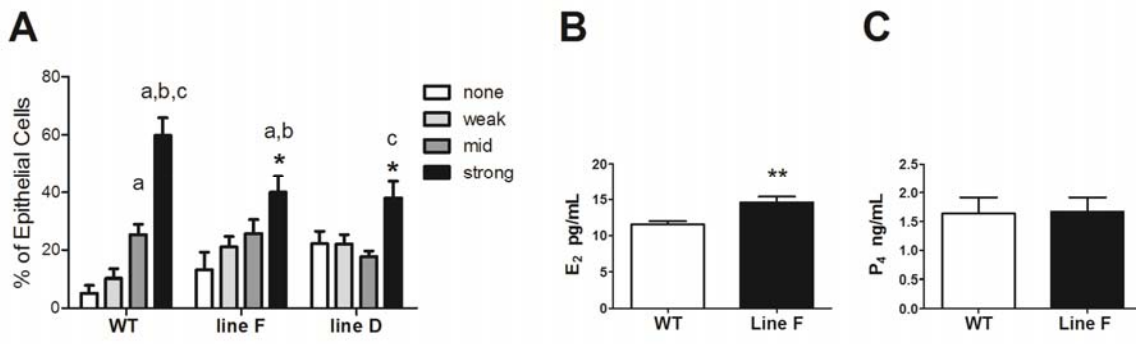 A
% of Epithelial Cells
80
60
40
20
0
a
a,b,c
a,b
*
c
*
WT
line F
line D
none
weak
mid
strong
B
E2 pg/mL
20
15
10
5
0
**
WT
Line F
C
P4 ng/mL
2.5
2.0
1.5
1.0
0.5
0.0
WT
Line F